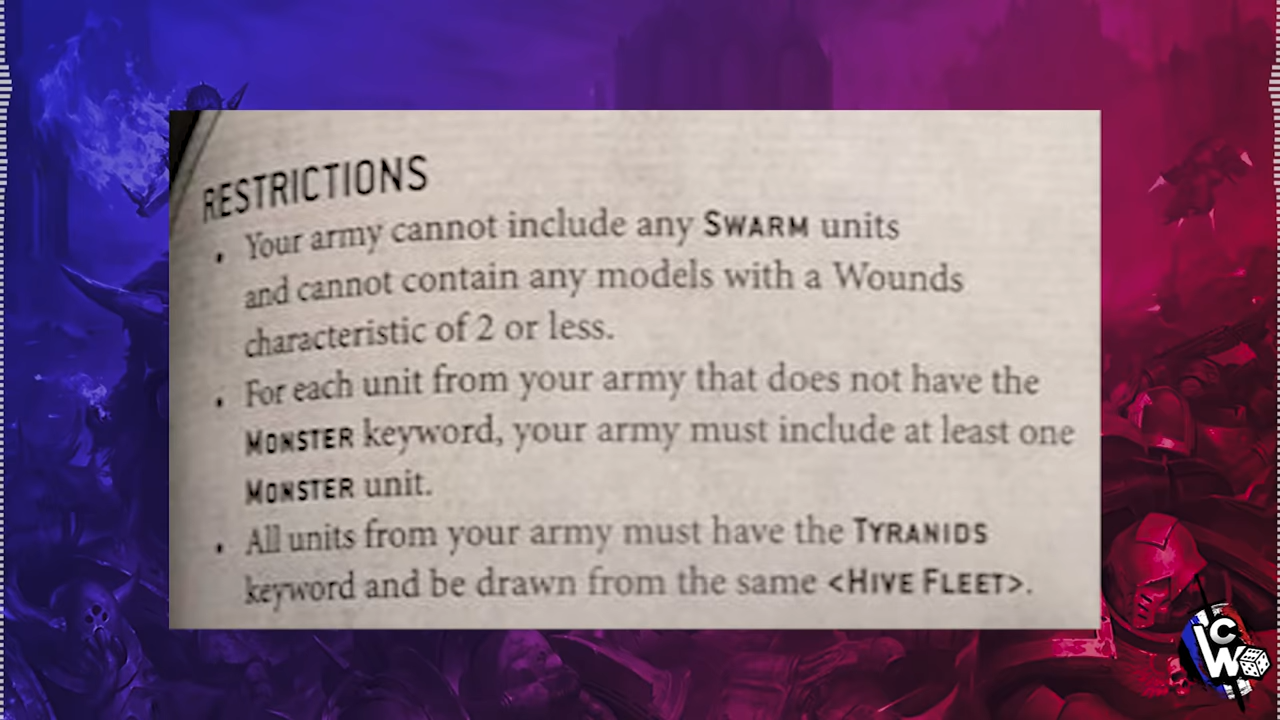 RESTRICTIONS
• Your army cannot include any SWARM units
and cannot contain any models with a Wounds
characteristic of 2 or less.
• For each unit from your army that does not have the
MONSTER keyword, your army must include at least one
MONSTER unit.
• All units from your army must have the TYRANIDS
keyword and be drawn from the same <HIVE FLEET>.
ICW